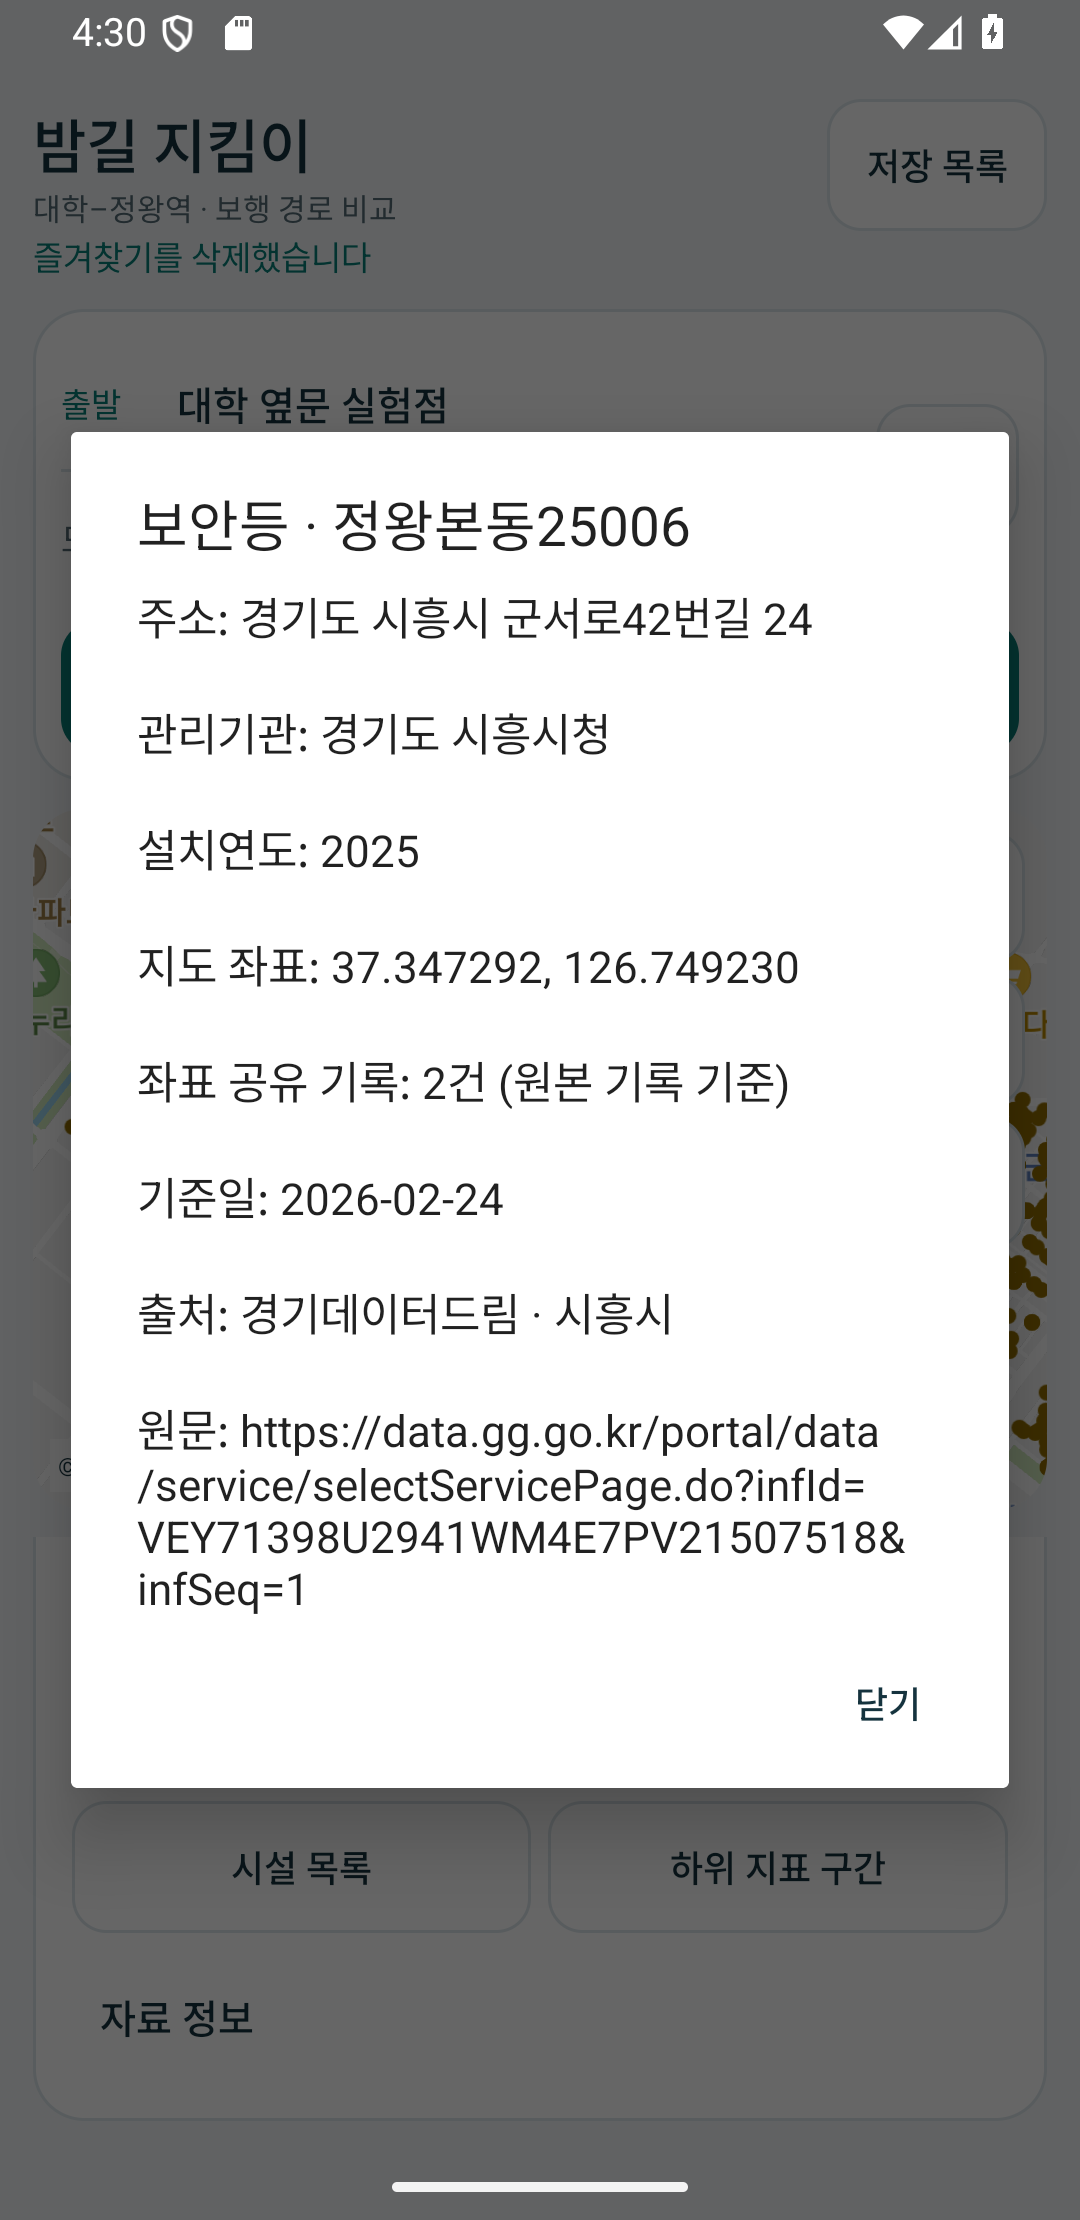 4:30
밤길 지킴이
저장 목록
대학–정왕역 · 보행 경로 비교
즐겨찾기를 삭제했습니다
출발
대학 옆문 실험점
보안등 · 정왕본동25006
주소: 경기도 시흥시 군서로42번길 24
관리기관: 경기도 시흥시청
설치연도: 2025
지도 좌표: 37.347292, 126.749230
좌표 공유 기록: 2건 (원본 기록 기준)
기준일: 2026-02-24
출처: 경기데이터드림 · 시흥시
원문: https://data.gg.go.kr/portal/data
/service/selectServicePage.do?infId=
VEY71398U2941WM4E7PV21507518&
infSeq=1
닫기
시설 목록
하위 지표 구간
자료 정보